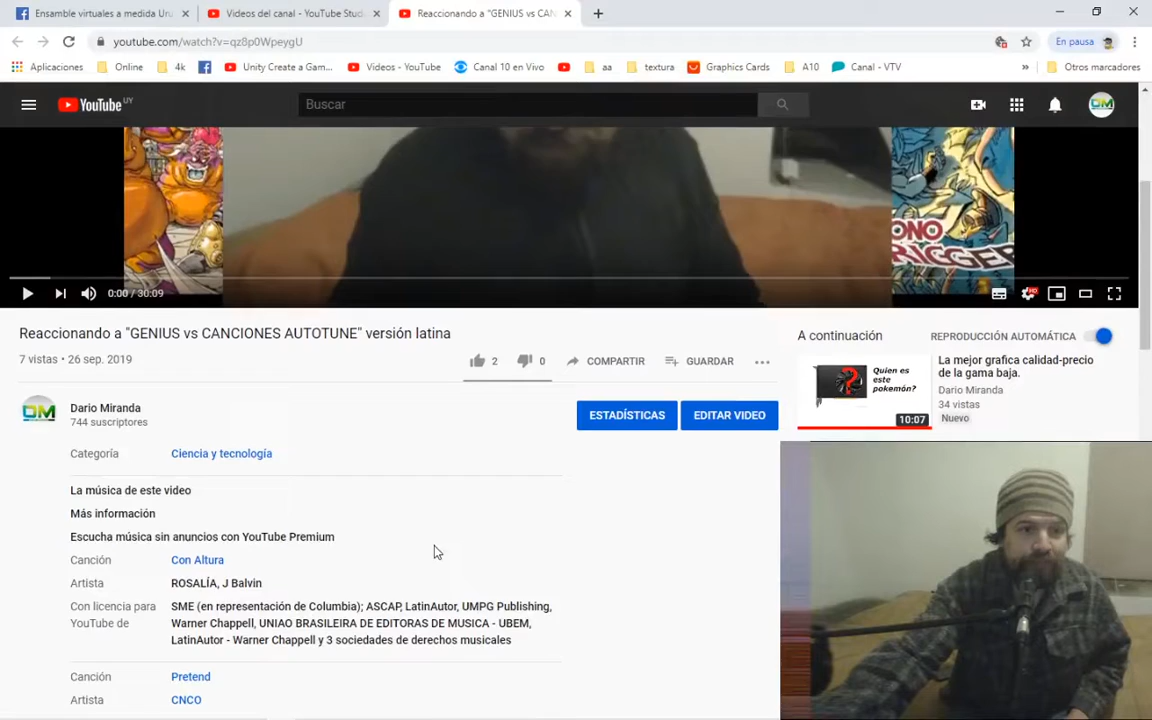 Ensamble virtuales a medida Uru
Videos del canal - YouTube Stud
Reaccionando a "GENIUS vs CAN
youtube.com/watch?v=qz8p0WpeygU
En pausa
Aplicaciones
Online
4k
Unity Create a Gam...
Videos - YouTube
Canal 10 en Vivo
aa
textura
Graphics Cards
A10
Canal - VTV
»
Otros marcadores
YouTube UY
Buscar
DM
ONO
RIGGER
0:00 / 30:09
HD
Reaccionando a "GENIUS vs CANCIONES AUTOTUNE" versión latina
7 vistas • 26 sep. 2019
2
0
COMPARTIR
GUARDAR
A continuación
REPRODUCCIÓN AUTOMÁTICA
Quien es
este
pokemón?
10:07
La mejor grafica calidad-precio
de la gama baja.
Dario Miranda
34 vistas
Nuevo
DM
Dario Miranda
744 suscriptores
ESTADÍSTICAS
EDITAR VIDEO
Categoría
Ciencia y tecnología
La música de este video
Más información
Escucha música sin anuncios con YouTube Premium
Canción
Con Altura
Artista
ROSALÍA, J Balvin
Con licencia para
YouTube de
SME (en representación de Columbia); ASCAP, LatinAutor, UMPG Publishing,
Warner Chappell, UNIAO BRASILEIRA DE EDITORAS DE MUSICA - UBEM,
LatinAutor - Warner Chappell y 3 sociedades de derechos musicales
Canción
Pretend
Artista
CNCO